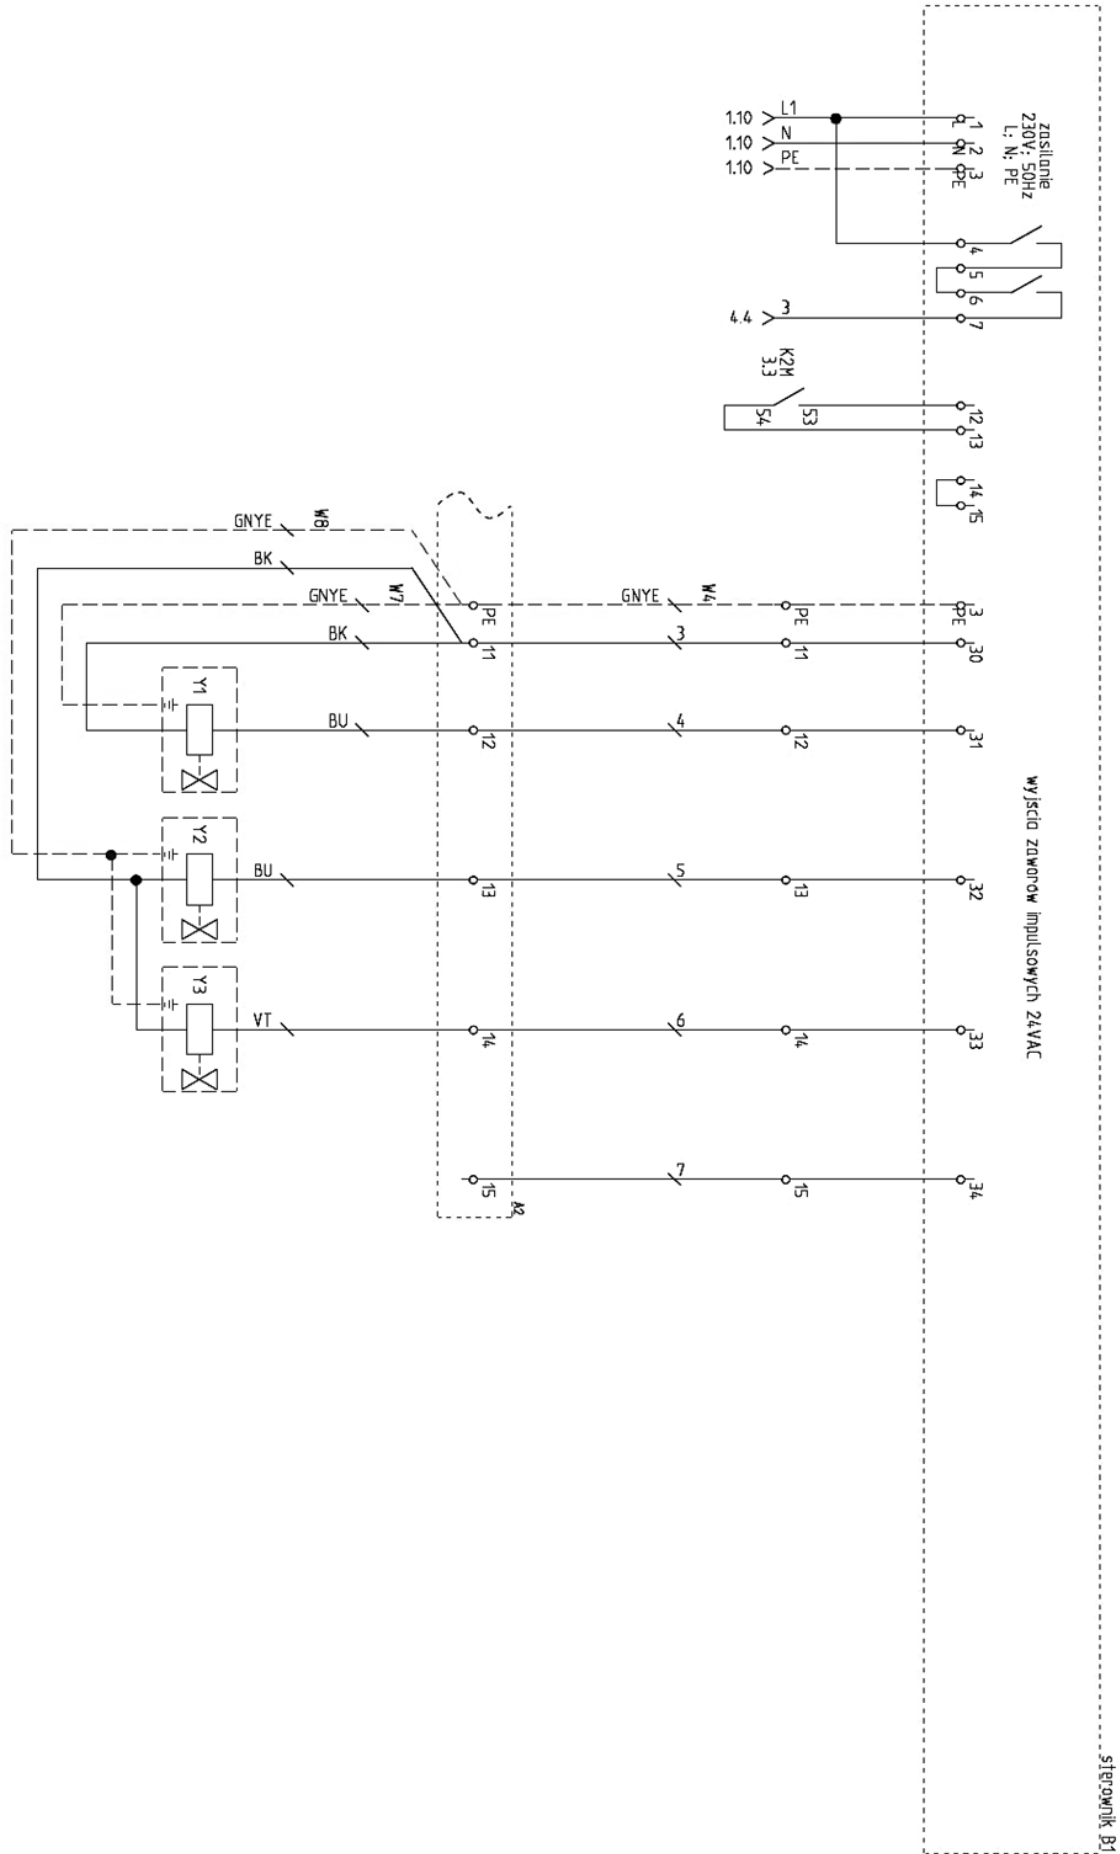 sterownik B1
zasilanie
230V; 50Hz
L; N; PE
1.10
L1
1
L
1.10
N
2
N
1.10
PE
3
PE
4
5
6
4.4
3
7
K2M
3.3
54
53
12
13
14
15
GNYE
W8
BK
GNYE
W7
PE
GNYE
W4
PE
3
PE
BK
11
3
11
30
Y1
BU
12
4
12
31
wyjscia zaworów impulsowych 24VAC
Y2
BU
13
5
13
32
Y3
VT
14
6
14
33
15
7
15
34
A2